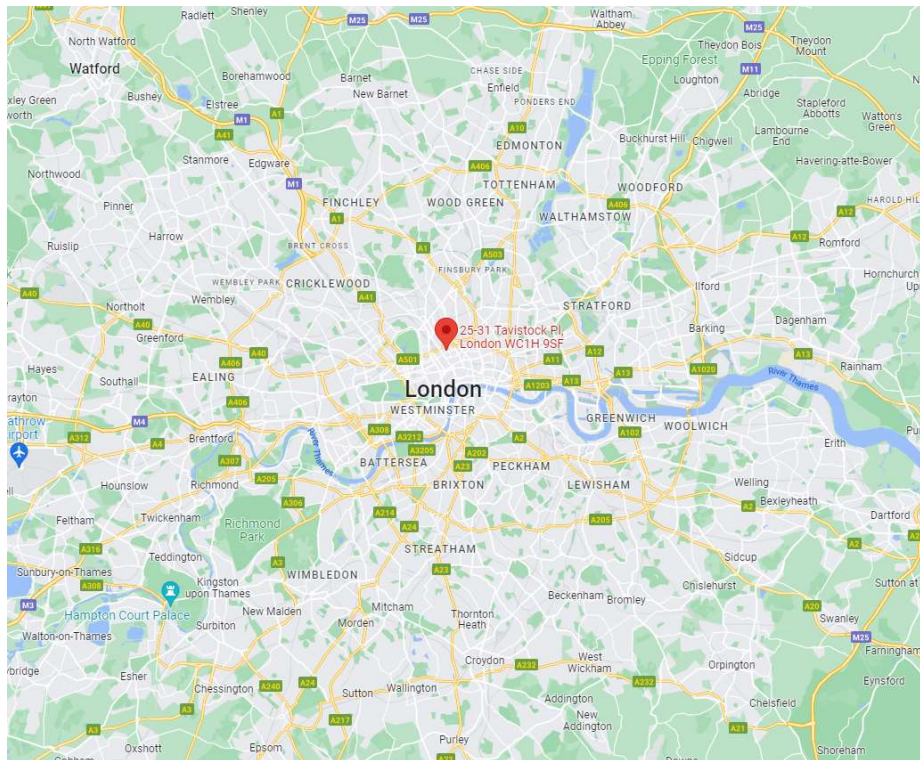 Radlett
Shenley
M25
M25
Waltham
Abbey
M25
Theydon Bois
Theydon
Mount
North Watford
Watford
Borehamwood
Barnet
CHASE SIDE
Epping Forest
M11
Loughton
Abridge
New Barnet
Enfield
Bushey
Elstree
A1
PONDERS END
Stapleford
Abbotts
Watton's
Green
M1
A41
A10
EDMONTON
Buckhurst Hill
Chigwell
Lambourne
End
Stanmore
Edgware
A406
Havering-atte-Bower
Northwood
M1
TOTTENHAM
WOODFORD
Pinner
FINCHLEY
WOOD GREEN
A406
HAROLD HIL
A1
WALTHAMSTOW
A12
Harrow
BRENT CROSS
A1
A503
A12
Romford
Ruislip
FINSBURY PARK
Hornchurch
WEMBLEY PARK
CRICKLEWOOD
Ilford
A40
Wembley
A41
Northolt
STRATFORD
A40
Greenford
25-31 Tavistock Pl,
London WC1H 9SF
Barking
Dagenham
A406
A40
A501
A11
A12
A13
Hayes
Southall
EALING
A13
A1020
Rainham
London
A1203
A13
River Thames
A406
WESTMINSTER
GREENWICH
WOOLWICH
M4
A308
A102
A312
A4
Brentford
A3212
A2
Erith
A307
River Thames
A3205
A202
BATTERSEA
A23
PECKHAM
Hounslow
Richmond
A205
BRIXTON
LEWISHAM
Welling
A306
Bexleyheath
Feltham
Twickenham
Richmond
Park
A214
A205
A2
Dartford
A24
A316
Teddington
STREATHAM
A2
Sunbury-on-Thames
A3
A23
Sidcup
A308
Kingston
upon Thames
WIMBLEDON
Chislehurst
Sutton at
M3
Hampton Court Palace
New Malden
Mitcham
Beckenham
Bromley
A20
Surbiton
Morden
Thornton
Heath
Swanley
Walton-on-Thames
M25
Croydon
A232
West
Wickham
Orpington
Farningham
Esher
Chessington
A240
A24
Sutton
Wallington
A232
Eynsford
Addington
Chelsfield
A3
A217
New
Addington
A3
A21
Oxshott
Epsom
Purley
Shoreham